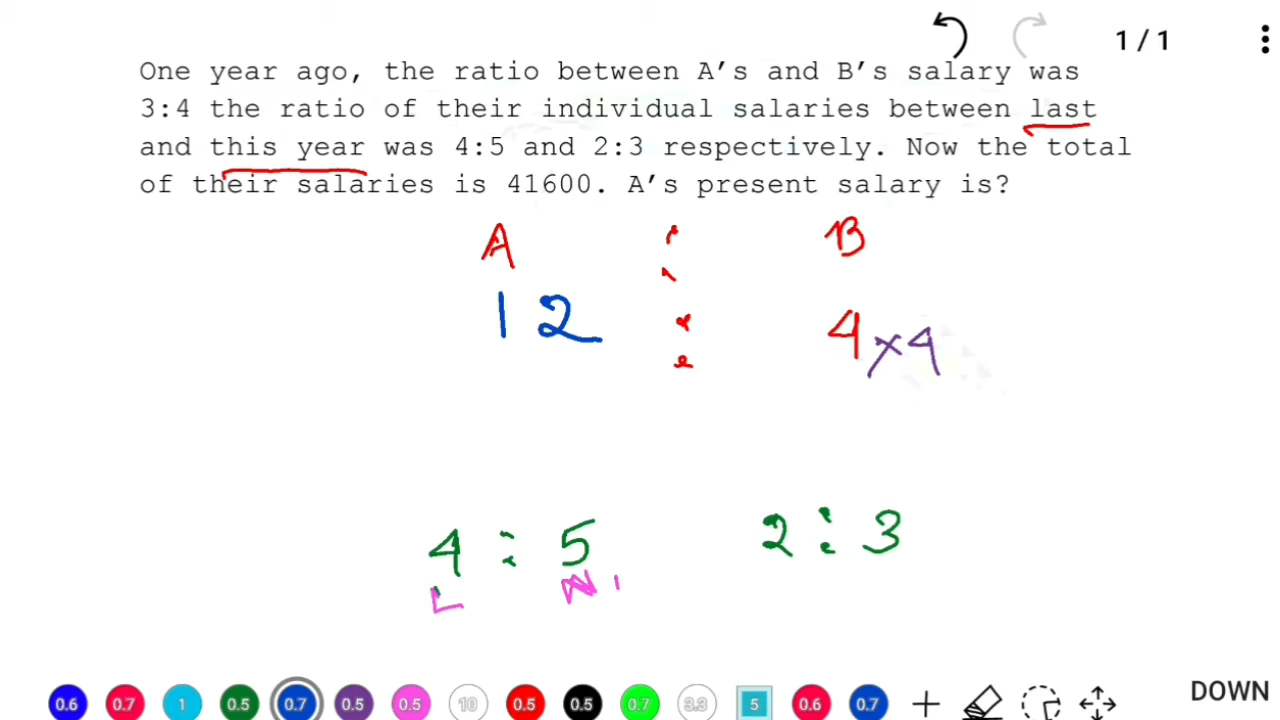 1/1
One year ago, the ratio between A’s and B’s salary was
3:4 the ratio of their individual salaries between last
and this year was 4:5 and 2:3 respectively. Now the total
of their salaries is 41600. A’s present salary is?
A : B
12 : 4×4
4 : 5 2 : 3
L N
0.6 0.7 1 0.5 0.7 0.5 0.5 10 0.5 0.5 0.7 3.3 5 0.6 0.7
DOWN